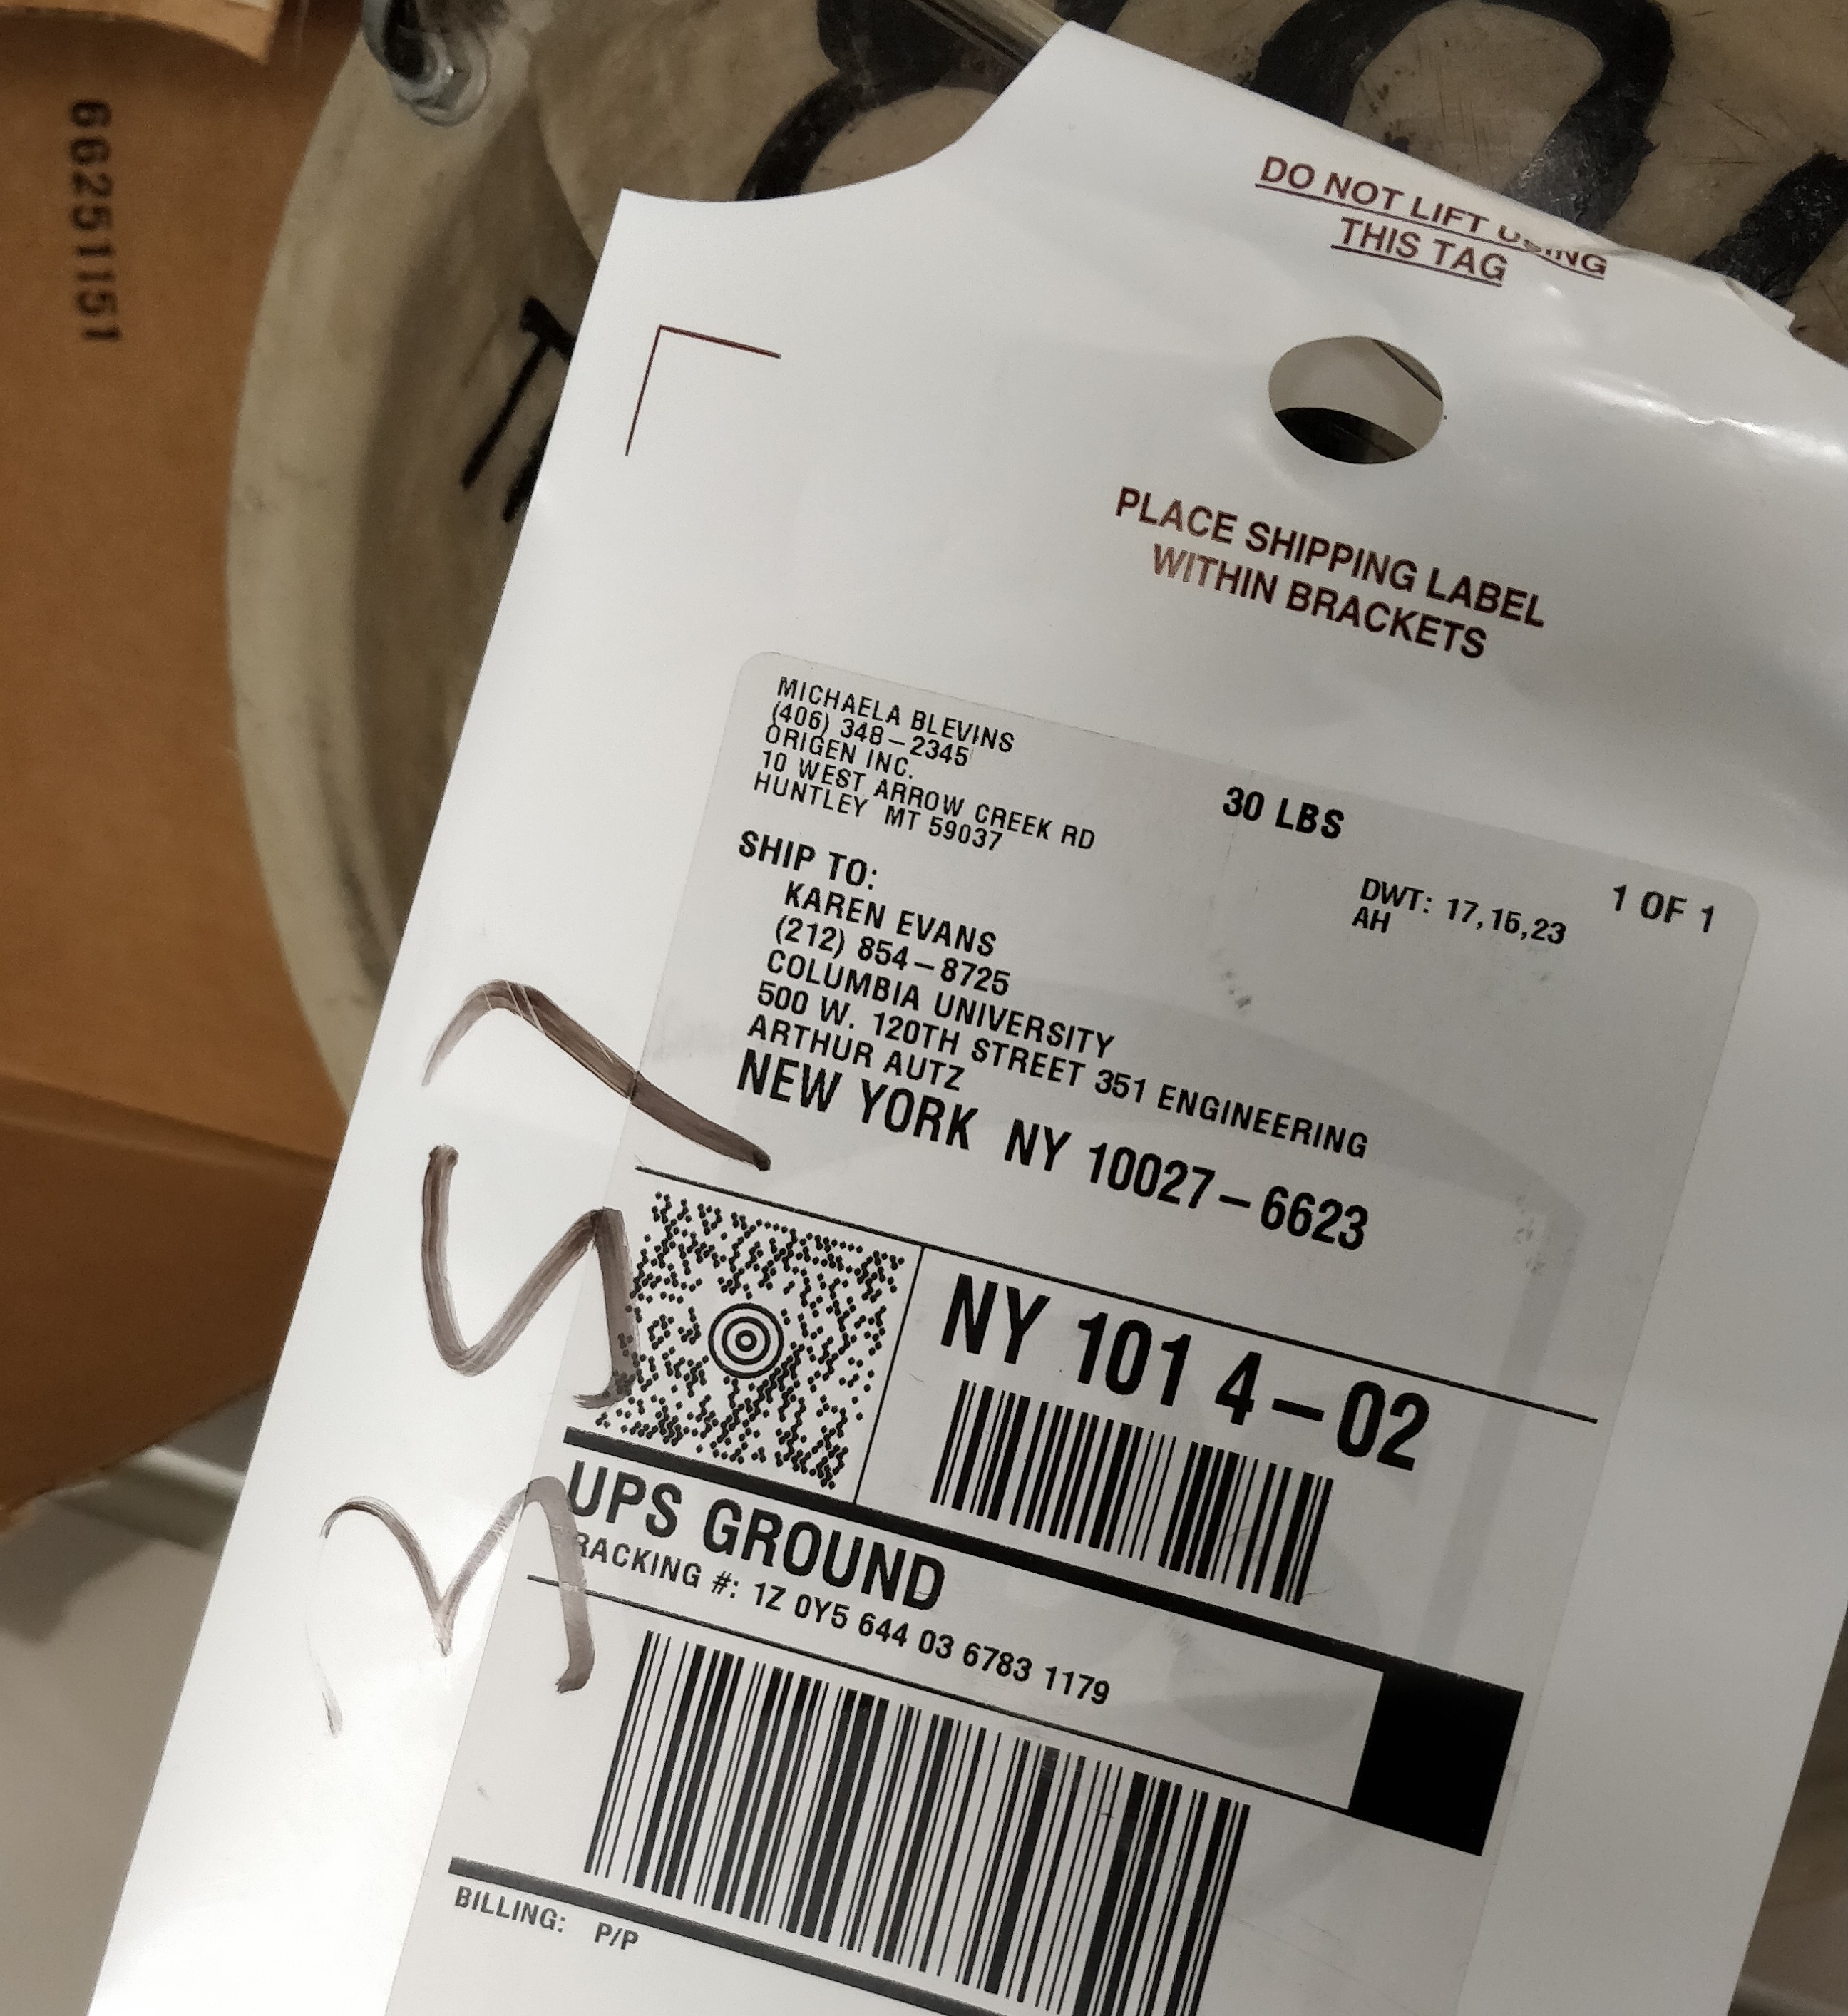 66251151
DO NOT LIFT USING
THIS TAG
PLACE SHIPPING LABEL
WITHIN BRACKETS
MICHAELA BLEVINS
(406) 348-2345
ORIGEN INC.
10 WEST ARROW CREEK RD
HUNTLEY MT 59037
30 LBS
1 OF 1
DWT: 17,16,23
AH
SHIP TO:
KAREN EVANS
(212) 854-8725
COLUMBIA UNIVERSITY
500 W. 120TH STREET 351 ENGINEERING
ARTHUR AUTZ
NEW YORK NY 10027-6623
NY 101 4-02
UPS GROUND
RACKING #: 1Z 0Y5 644 03 6783 1179
BILLING: P/P
351